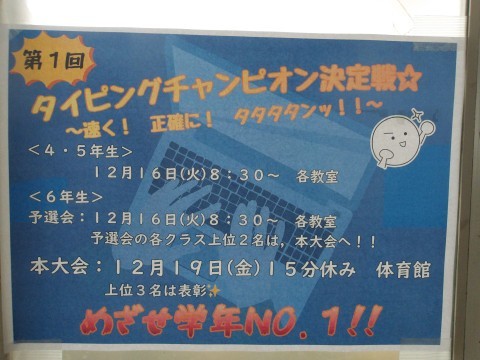 第1回
タイピングチャンピオン決定戦☆
～速く！　正確に！　タタタタンッ！！～
＜４・５年生＞
１２月１６日(火)８：３０～　各教室
＜６年生＞
予選会：１２月１６日(火)８：３０～　各教室
予選会の各クラス上位２名は，本大会へ！！
本大会：１２月１９日(金)１５分休み　体育館
上位３名は表彰✨
めざせ学年NO．１!!